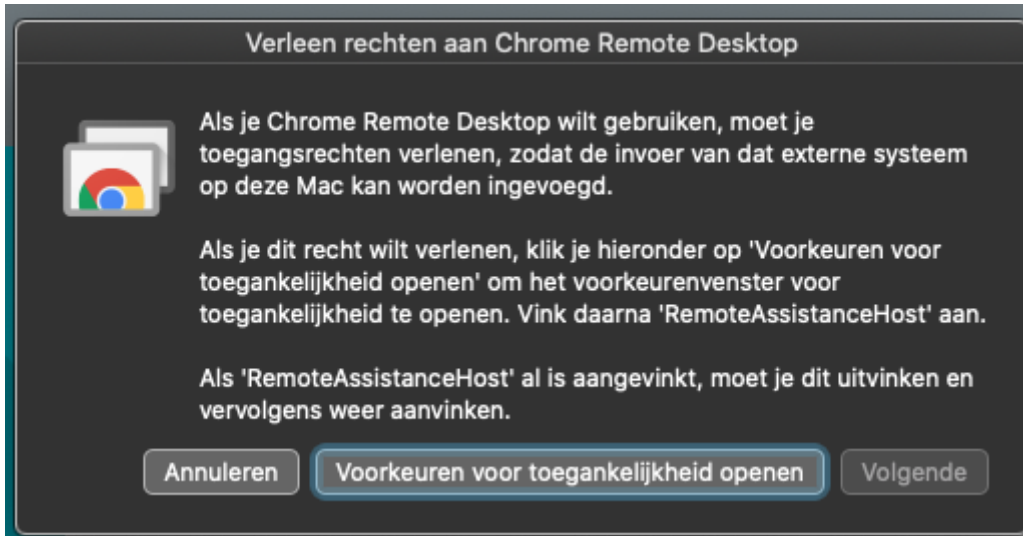 Verleen rechten aan Chrome Remote Desktop
Als je Chrome Remote Desktop wilt gebruiken, moet je
toegangsrechten verlenen, zodat de invoer van dat externe systeem
op deze Mac kan worden ingevoegd.
Als je dit recht wilt verlenen, klik je hieronder op 'Voorkeuren voor
toegankelijkheid openen' om het voorkeurenvenster voor
toegankelijkheid te openen. Vink daarna 'RemoteAssistanceHost' aan.
Als 'RemoteAssistanceHost' al is aangevinkt, moet je dit uitvinken en
vervolgens weer aanvinken.
Annuleren
Voorkeuren voor toegankelijkheid openen
Volgende